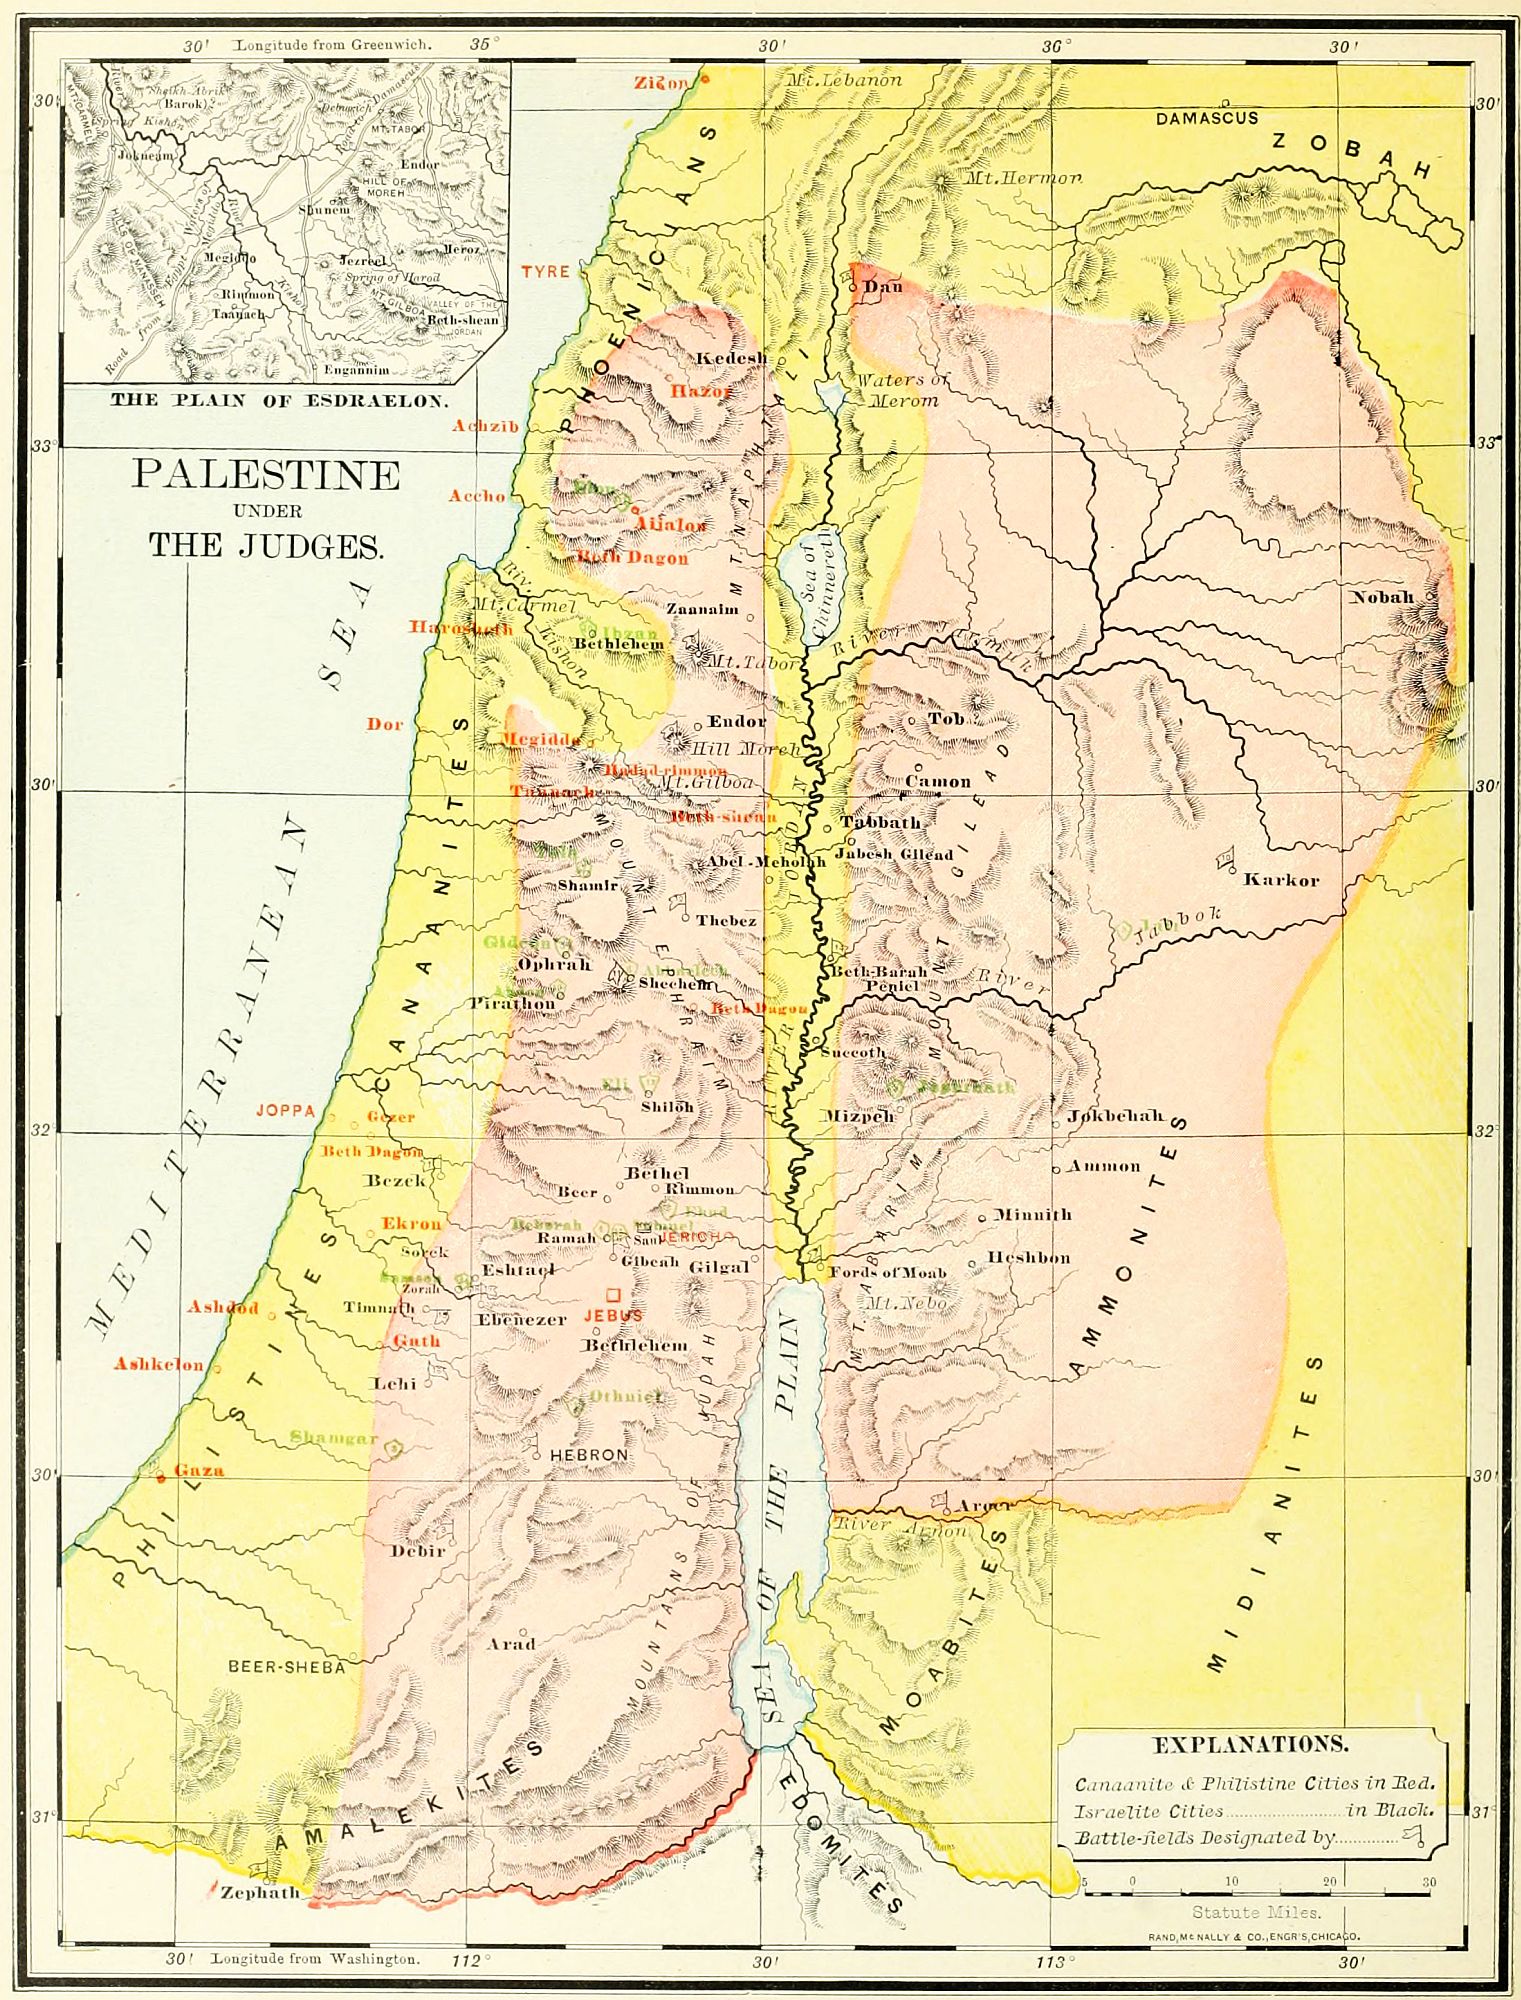 30'
Longitude from Greenwich.
35°
30'
36°
30'
30'
Sheikh Abrik
(Barok)
Damascus
MT. TABOR
Spring Kishon
Jokneam
Endor
HILL OF
MOREH
Shunem
Megiddo
Jezreel
Meroz
Spring of Harod
Rimmon
MT. GILBOA
VALLEY OF THE
JORDAN
Taanach
Beth-shean
Road from Egypt
Engannim
THE PLAIN OF ESDRAELON.
PALESTINE
UNDER
THE JUDGES.
MEDITERRANEAN SEA
Zidon
Mt. Lebanon
DAMASCUS
30'
ZOBAH
Mt. Hermon
PHOENICIANS
TYRE
Dan
Kedesh
Hazor
Waters of
Merom
MT NAPHTALI
Achzib
33°
33°
Accho
Elon
Aijalon
Beth Dagon
Sea of
Chinnereth
Zaanaim
Nobah
Riv. Kishon
Mt. Carmel
Harosheth
Ibzan
Bethlehem
Mt. Tabor
River Yarmuk
Dor
Endor
Tob
Megiddo
Hill Moreh
Hadad-rimmon
Mt. Gilboa
Camon
30'
30'
Taanach
Beth-shean
Tabbath
Abel-Meholah
Jabesh Gilead
MOUNT GILEAD
Tola
Shamir
Karkor
Thebez
Jabbok
River
Gideon
Ophrah
Abimelech
Shechem
Beth-Barah
Peniel
Abdon
Pirathon
Beth Dagon
MOUNT EPHRAIM
RIVER JORDAN
Succoth
CANAANITES
Eli
Shiloh
Jephthah
Mizpeh
Jokbehah
JOPPA
Gezer
32°
32°
Beth Dagon
Bezek
Bethel
Beer
Rimmon
Ammon
Ehud
Ekron
Deborah
Samuel
Ramah
Saul
JERICHO
Minnith
Sorek
Gibeah
Gilgal
Heshbon
Eshtaol
Samson
Zorah
Fords of Moab
Mt. Nebo
MT. ABARIM
AMMONITES
Ashdod
Timnath
Ebenezer
JEBUS
Gath
Bethlehem
Ashkelon
Lehi
Othniel
Shamgar
HEBRON
Gaza
30'
30'
PHILISTINES
Aroer
River Arnon
Debir
SEA OF THE PLAIN
MOUNTAINS OF JUDAH
Arad
BEER-SHEBA
MOABITES
MIDIANITES
AMALEKITES
EDOMITES
31°
31°
Zephath
EXPLANATIONS.
Canaanite & Philistine Cities in Red.
Israelite Cities.....................in Black.
Battle-fields Designated by............
5 0 10 20 30
Statute Miles.
RAND, McNALLY & CO., ENGR'S, CHICAGO.
30'
Longitude from Washington.
112°
30'
113°
30'